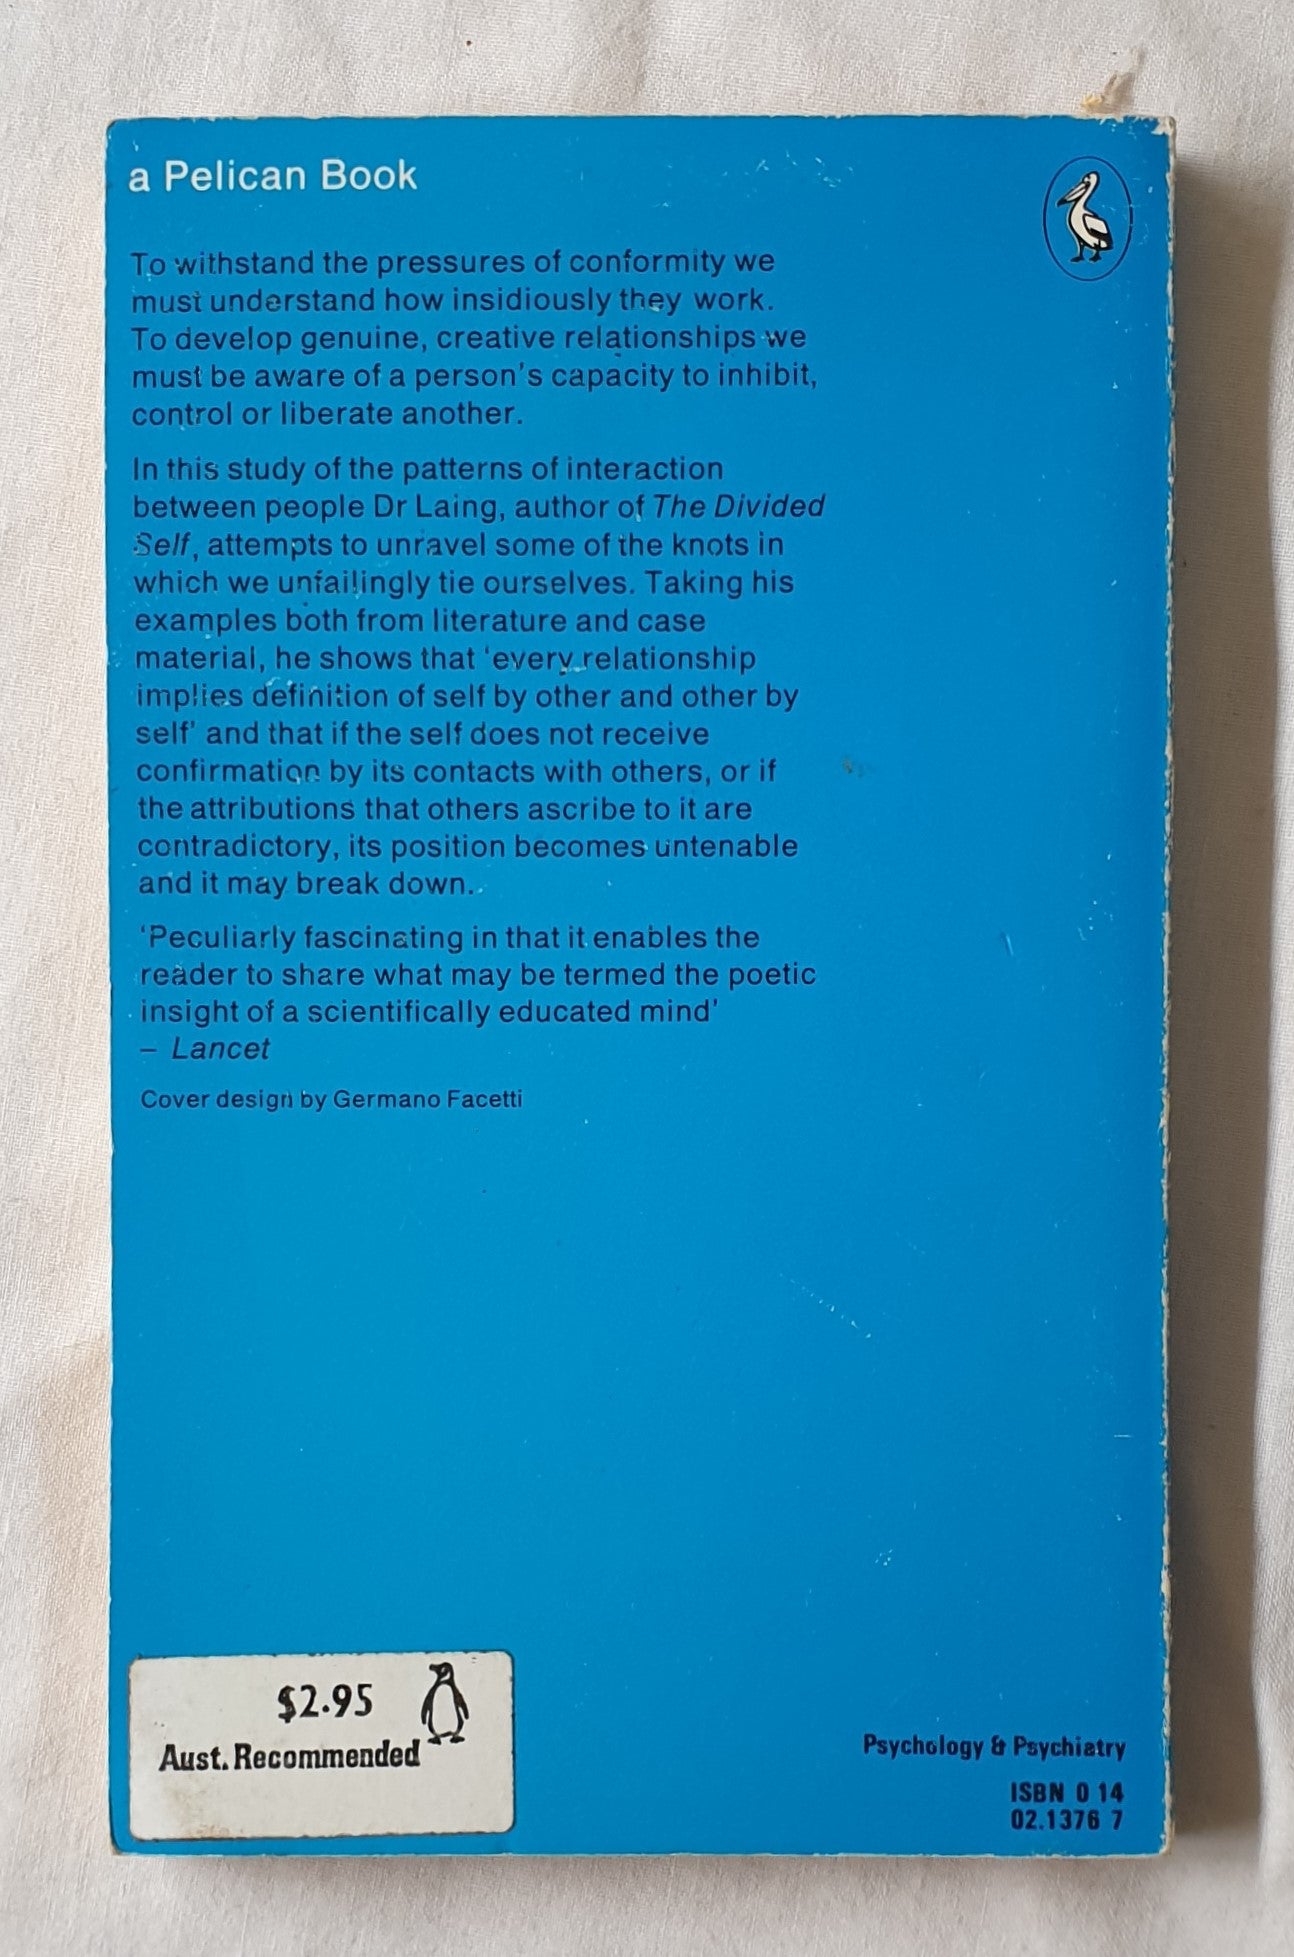 a Pelican Book
To withstand the pressures of conformity we
must understand how insidiously they work.
To develop genuine, creative relationships we
must be aware of a person's capacity to inhibit,
control or liberate another.
In this study of the patterns of interaction
between people Dr Laing, author of The Divided
Self, attempts to unravel some of the knots in
which we unfailingly tie ourselves. Taking his
examples both from literature and case
material, he shows that 'every relationship
implies definition of self by other and other by
self' and that if the self does not receive
confirmation by its contacts with others, or if
the attributions that others ascribe to it are
contradictory, its position becomes untenable
and it may break down.
'Peculiarly fascinating in that it enables the
reader to share what may be termed the poetic
insight of a scientifically educated mind'
– Lancet
Cover design by Germano Facetti
$2.95
Aust. Recommended
Psychology & Psychiatry
ISBN 0 14
02.1376 7